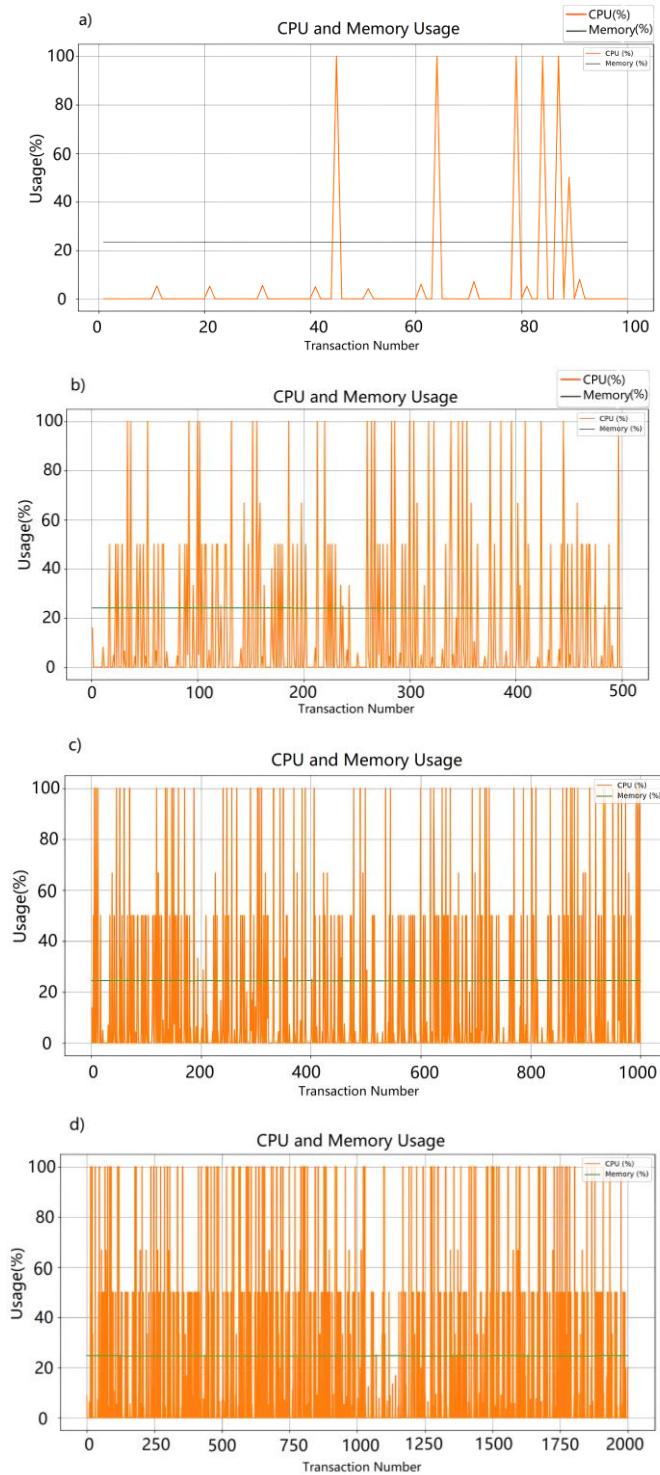 a)
CPU and Memory Usage
CPU(%)
Memory(%)
CPU (%)
Memory (%)
Usage(%)
100
80
60
40
20
0
0 20 40 60 80 100
Transaction Number
b)
CPU and Memory Usage
CPU(%)
Memory(%)
CPU (%)
Memory (%)
Usage(%)
100
80
60
40
20
0
0 100 200 300 400 500
Transaction Number
c)
CPU and Memory Usage
CPU (%)
Memory (%)
Usage(%)
100
80
60
40
20
0
0 200 400 600 800 1000
Transaction Number
d)
CPU and Memory Usage
CPU (%)
Memory (%)
Usage(%)
100
80
60
40
20
0
0 250 500 750 1000 1250 1500 1750 2000
Transaction Number